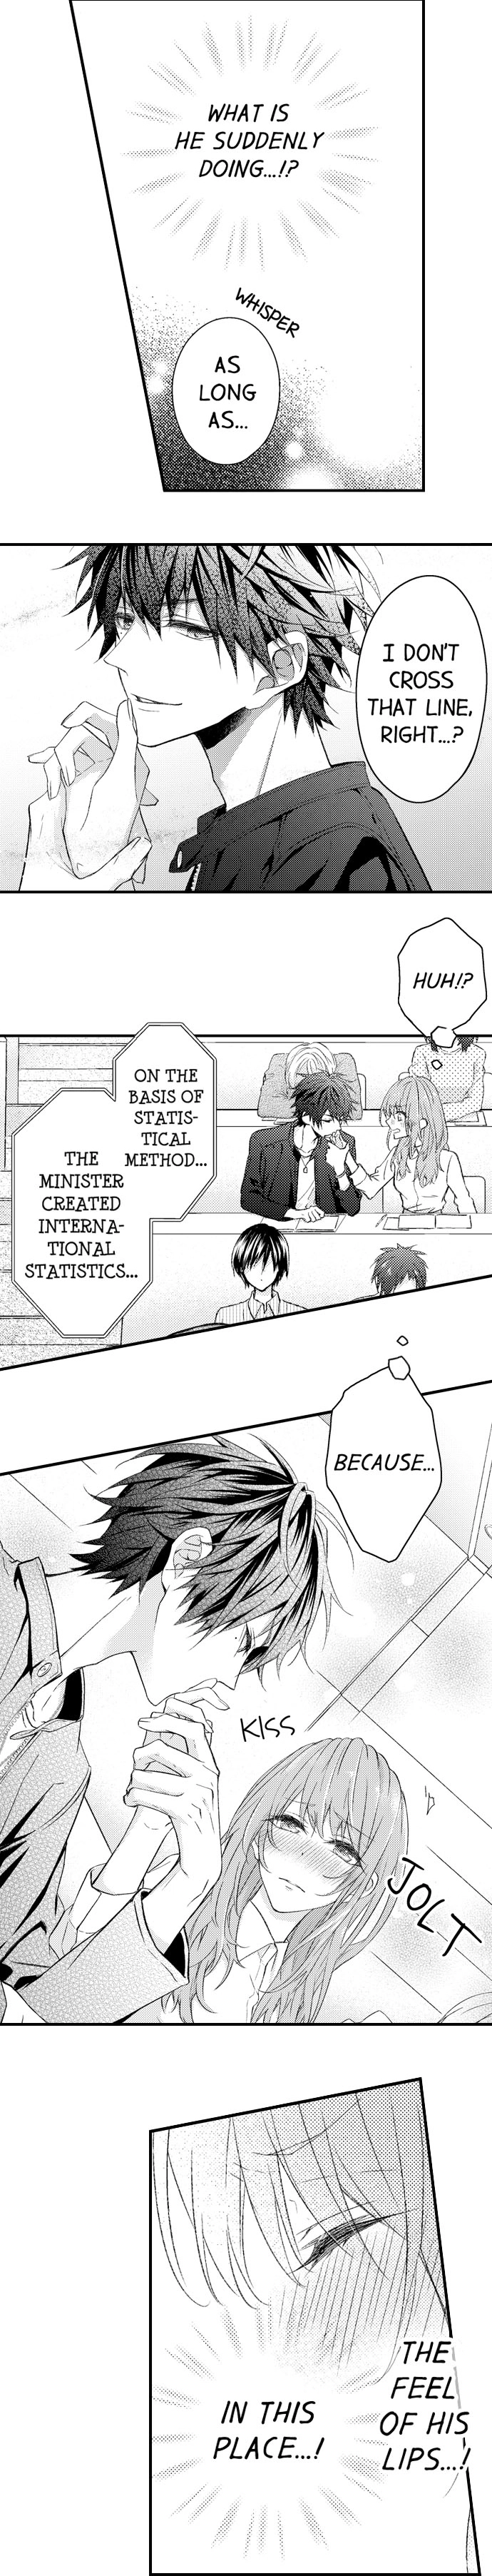 WHAT IS
HE SUDDENLY
DOING...!?
WHISPER
AS
LONG
AS...
I DON'T
CROSS
THAT LINE,
RIGHT...?
HUH!?
ON THE
BASIS OF
STATIS-
TICAL
METHOD...
THE
MINISTER
CREATED
INTERNA-
TIONAL
STATISTICS...
BECAUSE...
KISS
JOLT
THE
FEEL
OF HIS
LIPS...!
IN THIS
PLACE...!